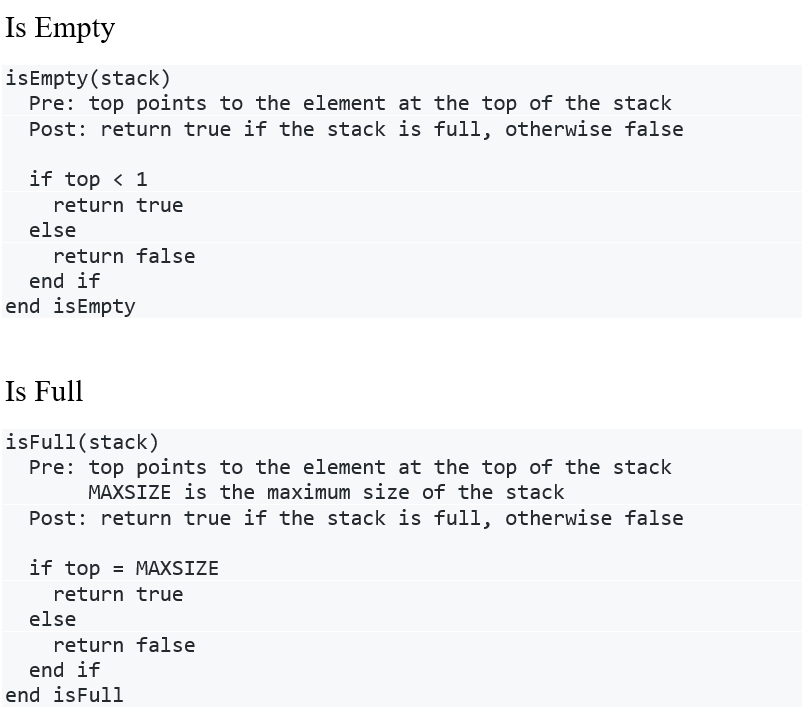 Is Empty
isEmpty(stack)
  Pre: top points to the element at the top of the stack
  Post: return true if the stack is full, otherwise false

  if top < 1
    return true
  else
    return false
  end if
end isEmpty

Is Full
isFull(stack)
  Pre: top points to the element at the top of the stack
       MAXSIZE is the maximum size of the stack
  Post: return true if the stack is full, otherwise false

  if top = MAXSIZE
    return true
  else
    return false
  end if
end isFull